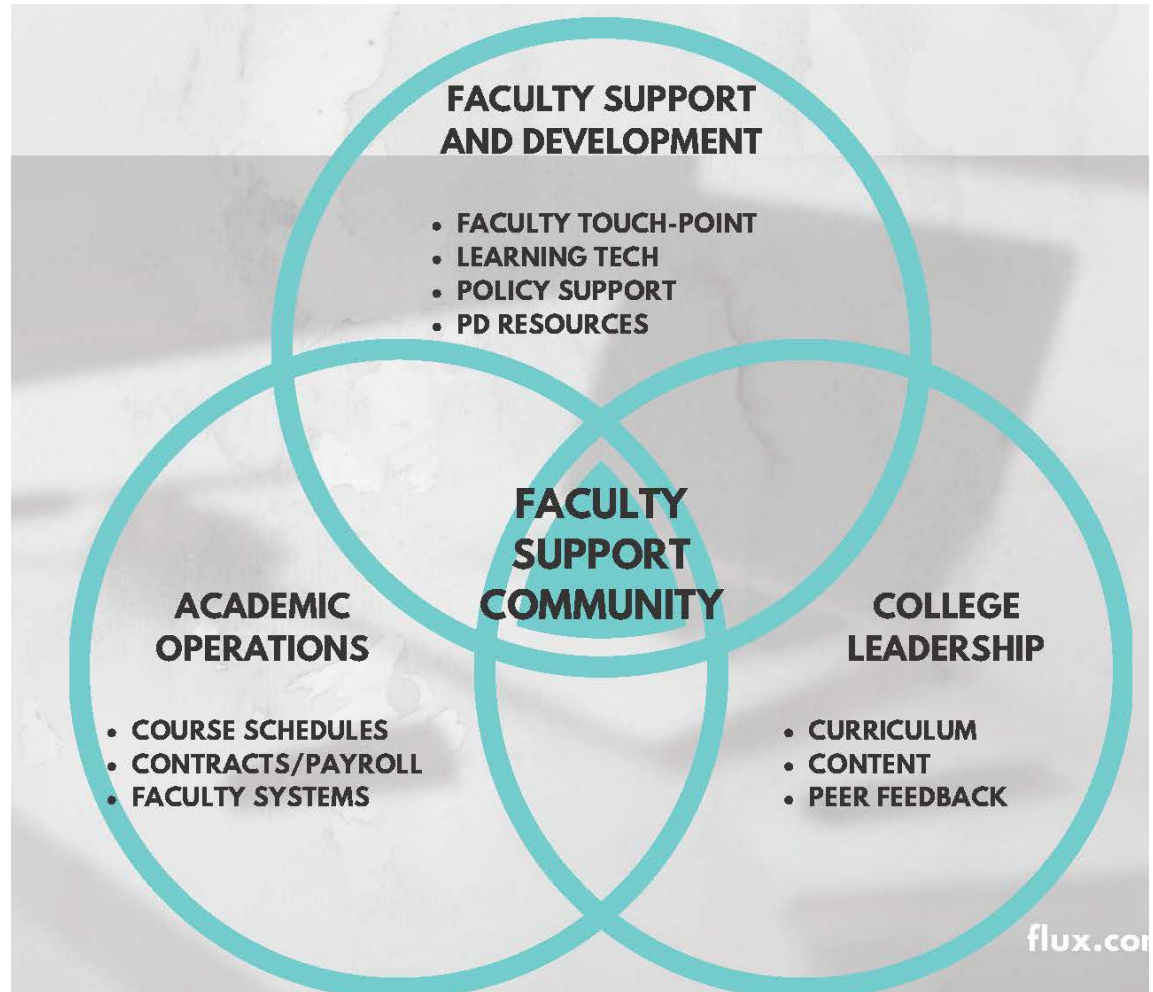 FACULTY SUPPORT
AND DEVELOPMENT
• FACULTY TOUCH-POINT
• LEARNING TECH
• POLICY SUPPORT
• PD RESOURCES
FACULTY
SUPPORT
COMMUNITY
ACADEMIC
OPERATIONS
• COURSE SCHEDULES
• CONTRACTS/PAYROLL
• FACULTY SYSTEMS
COLLEGE
LEADERSHIP
• CURRICULUM
• CONTENT
• PEER FEEDBACK